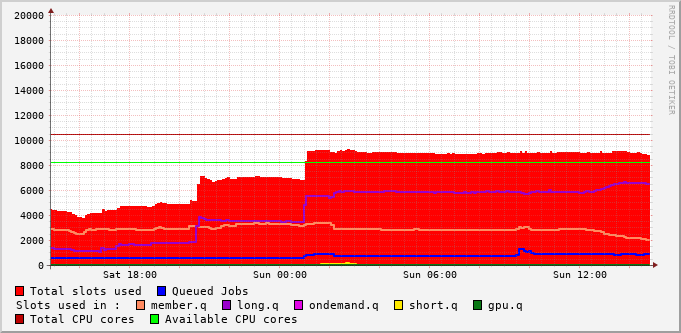 RRDTOOL / TOBI OETIKER
20000
18000
16000
14000
12000
10000
8000
6000
4000
2000
0
Sat 18:00 Sun 00:00 Sun 06:00 Sun 12:00
Total slots used Queued Jobs
Slots used in : member.q long.q ondemand.q short.q gpu.q
Total CPU cores Available CPU cores